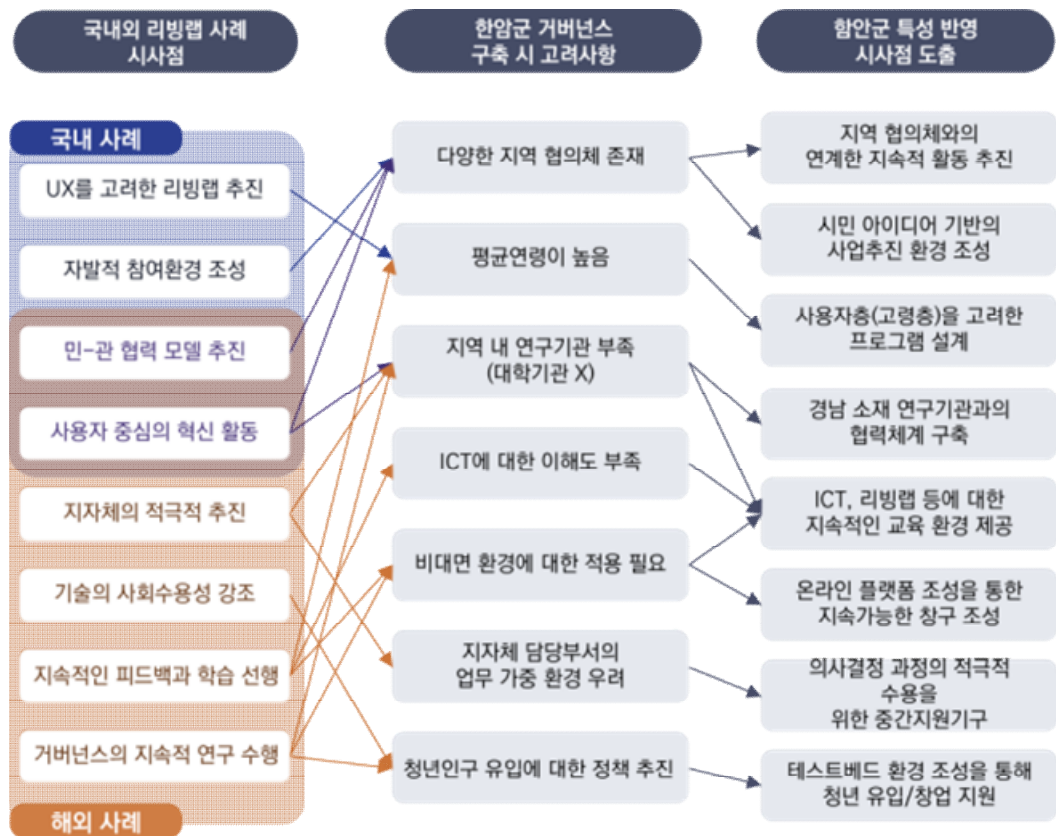 국내외 리빙랩 사례
시사점
한암군 거버넌스
구축 시 고려사항
함안군 특성 반영
시사점 도출
국내 사례
UX를 고려한 리빙랩 추진
자발적 참여환경 조성
민-관 협력 모델 추진
사용자 중심의 혁신 활동
지자체의 적극적 추진
기술의 사회수용성 강조
지속적인 피드백과 학습 선행
거버넌스의 지속적 연구 수행
해외 사례
다양한 지역 협의체 존재
평균연령이 높음
지역 내 연구기관 부족
(대학기관 X)
ICT에 대한 이해도 부족
비대면 환경에 대한 적용 필요
지자체 담당부서의
업무 가중 환경 우려
청년인구 유입에 대한 정책 추진
지역 협의체와의
연계한 지속적 활동 추진
시민 아이디어 기반의
사업추진 환경 조성
사용자층(고령층)을 고려한
프로그램 설계
경남 소재 연구기관과의
협력체계 구축
ICT, 리빙랩 등에 대한
지속적인 교육 환경 제공
온라인 플랫폼 조성을 통한
지속가능한 창구 조성
의사결정 과정의 적극적
수용을
위한 중간지원기구
테스트베드 환경 조성을 통해
청년 유입/창업 지원